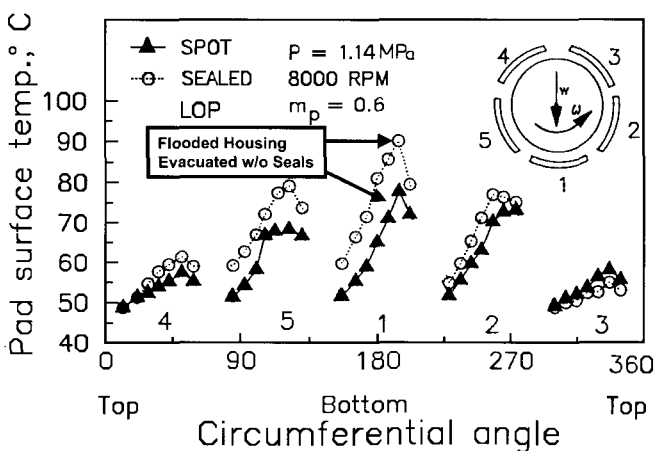 SPOT
SEALED
LOP
P = 1.14 MPa
8000 RPM
mp = 0.6
Flooded Housing
Evacuated w/o Seals
4
3
5
2
1
W
ω
Pad surface temp.,° C
100
90
80
70
60
50
40
4
5
1
2
3
0
90
180
270
360
Top
Bottom
Top
Circumferential angle